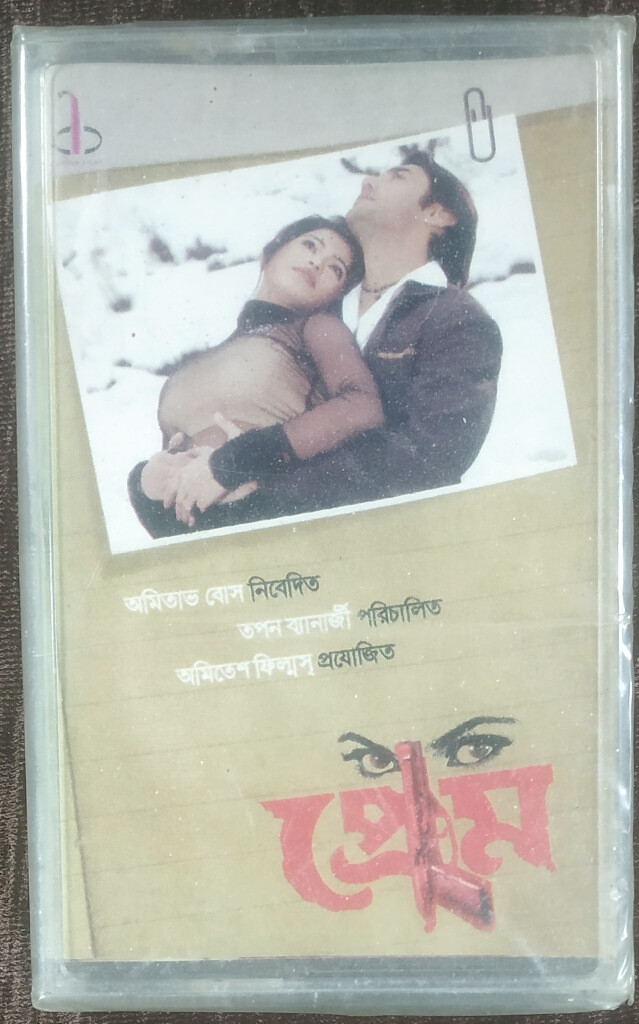 অমিতাভ বোস নিবেদিত
তপন ব্যানার্জী পরিচালিত
অমিতেশ ফিল্মস্ প্রযোজিত
প্রেম